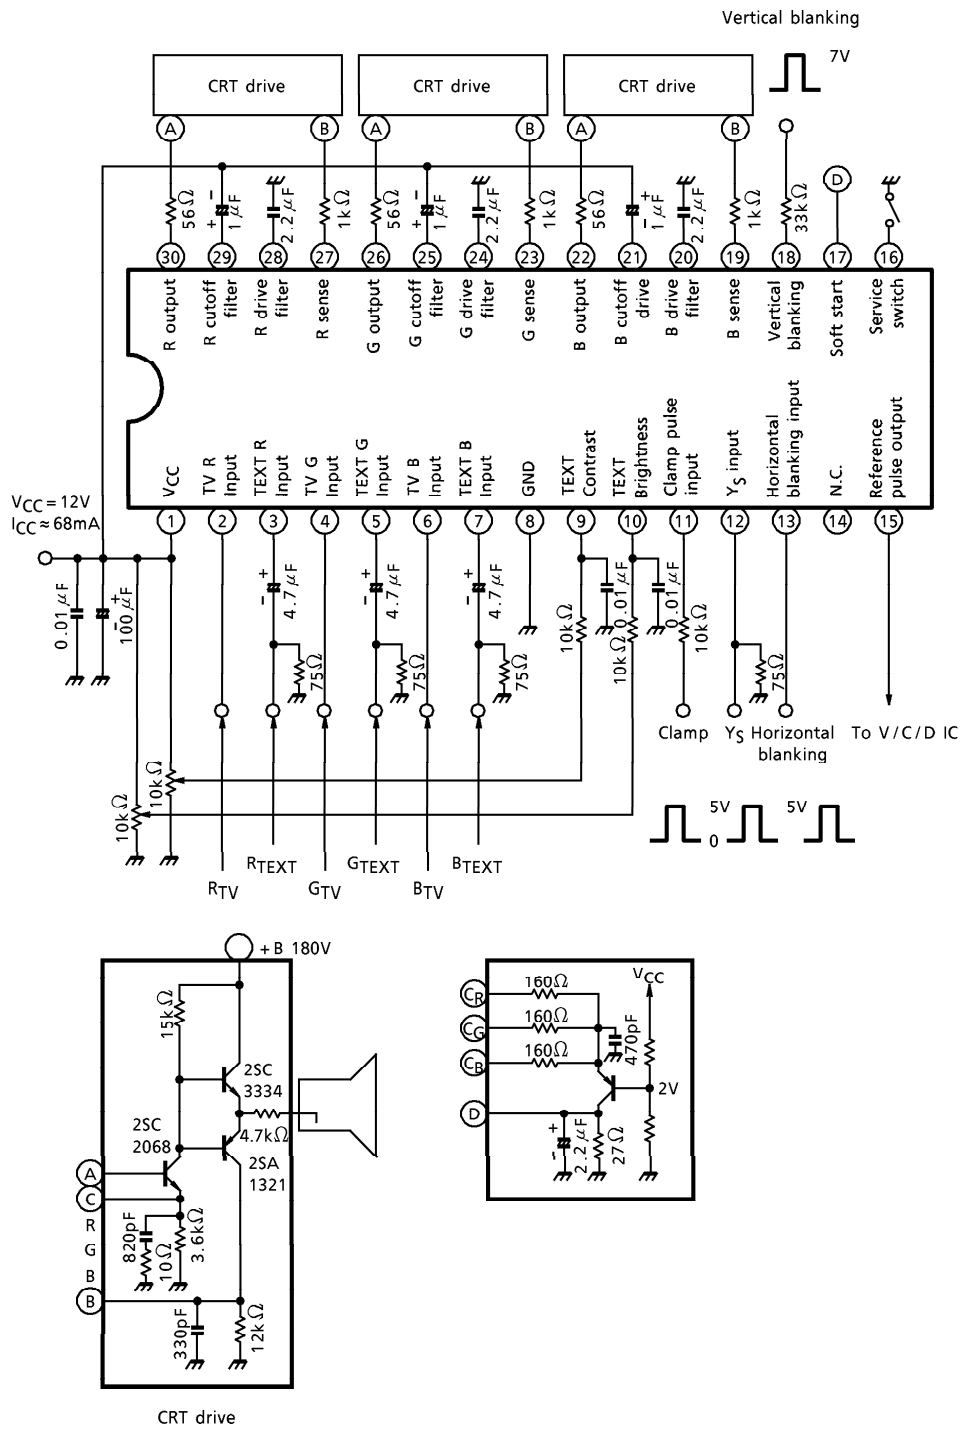 Vertical blanking
7V
CRT drive
CRT drive
CRT drive
A
B
A
B
A
B
D
56Ω
1μF
2.2μF
1kΩ
56Ω
1μF
2.2μF
1kΩ
56Ω
1μF
2.2μF
1kΩ
33kΩ
30
29
28
27
26
25
24
23
22
21
20
19
18
17
16
R output
R cutoff
filter
R drive
filter
R sense
G output
G cutoff
filter
G drive
filter
G sense
B output
B cutoff
drive
B drive
filter
B sense
Vertical
blanking
Soft start
Service
switch
VCC
TV R
Input
TEXT R
Input
TV G
Input
TEXT G
Input
TV B
Input
TEXT B
Input
GND
TEXT
Contrast
TEXT
Brightness
Clamp pulse
input
YS input
Horizontal
blanking input
N.C.
Reference
pulse output
1
2
3
4
5
6
7
8
9
10
11
12
13
14
15
VCC = 12V
ICC ≈ 68mA
0.01μF
100μF
4.7μF
4.7μF
4.7μF
75Ω
75Ω
75Ω
10kΩ
0.01μF
10kΩ
0.01μF
10kΩ
75Ω
Clamp
YS
Horizontal
blanking
To V/C/D IC
10kΩ
10kΩ
5V
0
5V
RTV
RTEXT
GTV
GTEXT
BTV
BTEXT
+B 180V
15kΩ
2SC
3334
4.7kΩ
2SC
2068
2SA
1321
A
C
R
G
B
B
820pF
10Ω
3.6kΩ
330pF
12kΩ
CRT drive
CR
CG
CB
D
160Ω
160Ω
160Ω
470pF
VCC
2V
2.2μF
27Ω